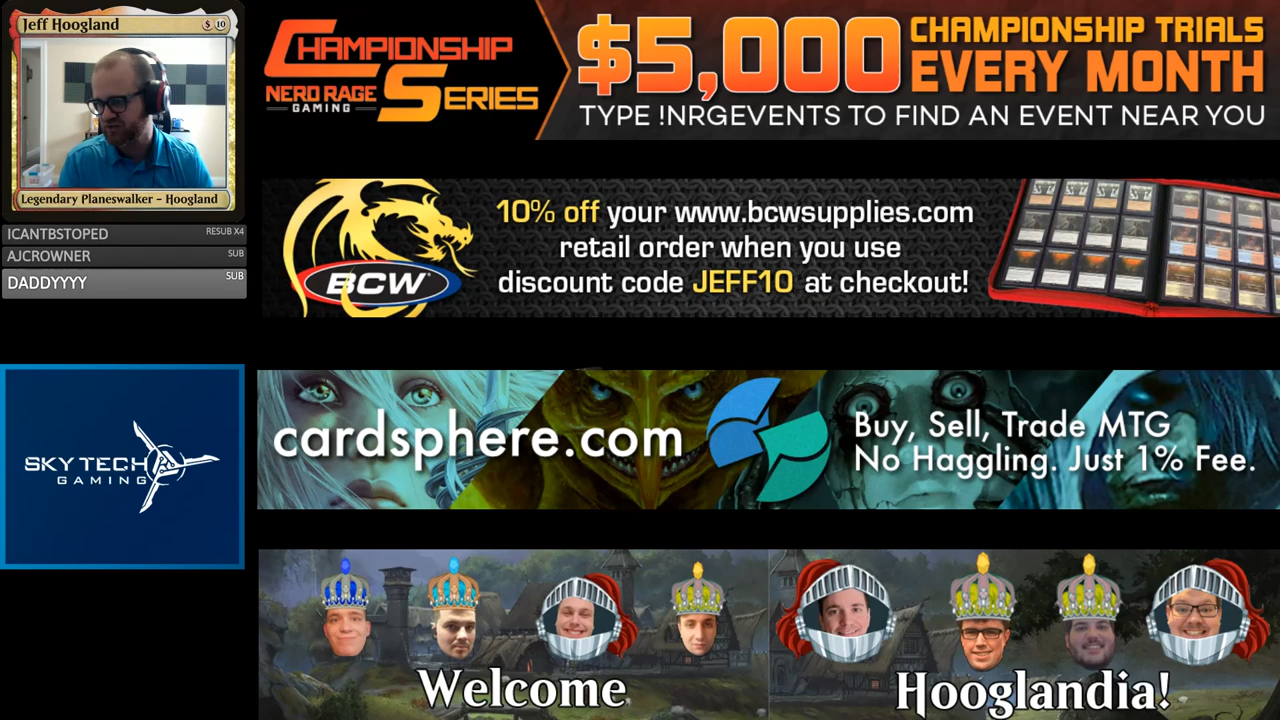 Jeff Hoogland
10
Legendary Planeswalker - Hoogland
ICANTBSTOPED
RESUB X4
AJCROWNER
SUB
DADDYYYY
SUB
CHAMPIONSHIP
SERIES
NERD RAGE
GAMING
$5,000
CHAMPIONSHIP TRIALS
EVERY MONTH
TYPE !NRGEVENTS TO FIND AN EVENT NEAR YOU
BCW
10% off your www.bcwsupplies.com
retail order when you use
discount code JEFF10 at checkout!
SKYTECH
GAMING
cardsphere.com
Buy, Sell, Trade MTG
No Haggling. Just 1% Fee.
Welcome
Hooglandia!